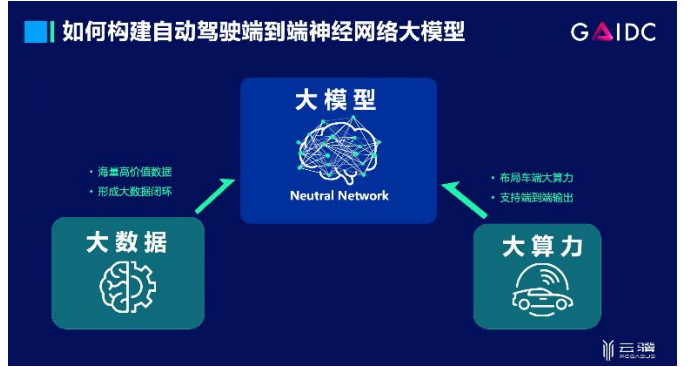 如何构建自动驾驶端到端神经网络大模型
GAIDC
大模型
Neutral Network
• 海量高价值数据
• 形成大数据闭环
• 布局车端大算力
• 支持端到端输出
大数据
大算力
云骥
PEGASUS